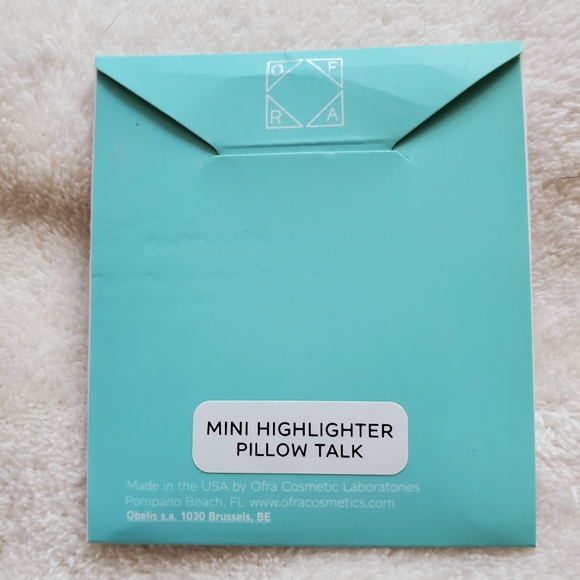 O F
R A
MINI HIGHLIGHTER
PILLOW TALK
Made in the USA by Ofra Cosmetic Laboratories
Pompano Beach, FL www.ofracosmetics.com
Obelis s.a. 1030 Brussels, BE